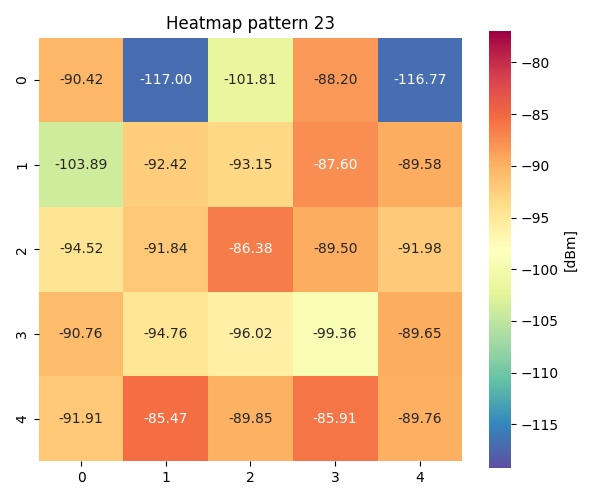 Heatmap pattern 23
0 -90.42 -117.00 -101.81 -88.20 -116.77
1 -103.89 -92.42 -93.15 -87.60 -89.58
2 -94.52 -91.84 -86.38 -89.50 -91.98
3 -90.76 -94.76 -96.02 -99.36 -89.65
4 -91.91 -85.47 -89.85 -85.91 -89.76
0 1 2 3 4
−80
−85
−90
−95
−100
−105
−110
−115
[dBm]